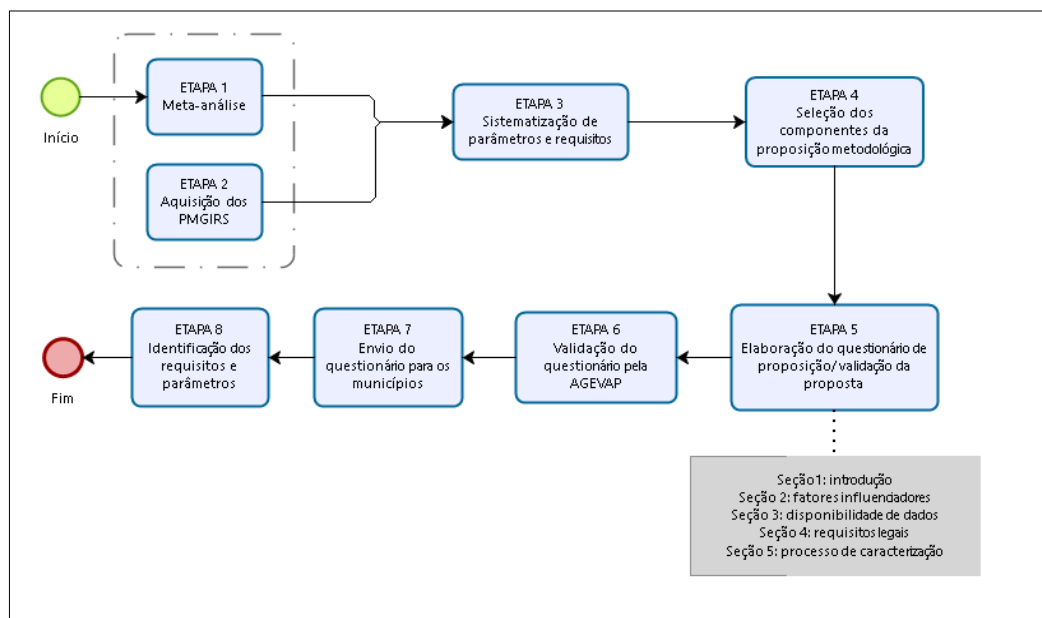 Início
ETAPA 1
Meta-análise
ETAPA 2
Aquisição dos
PMGIRS
ETAPA 3
Sistematização de
parâmetros e requisitos
ETAPA 4
Seleção dos
componentes da
proposição metodológica
ETAPA 5
Elaboração do questionário de
proposição/validação da
proposta
ETAPA 6
Validação do
questionário pela
AGEVAP
ETAPA 7
Envio do
questionário para os
municípios
ETAPA 8
Identificação dos
requisitos e
parâmetros
Fim
Seção1: introdução
Seção 2: fatores influenciadores
Seção 3: disponibilidade de dados
Seção 4: requisitos legais
Seção 5: processo de caracterização